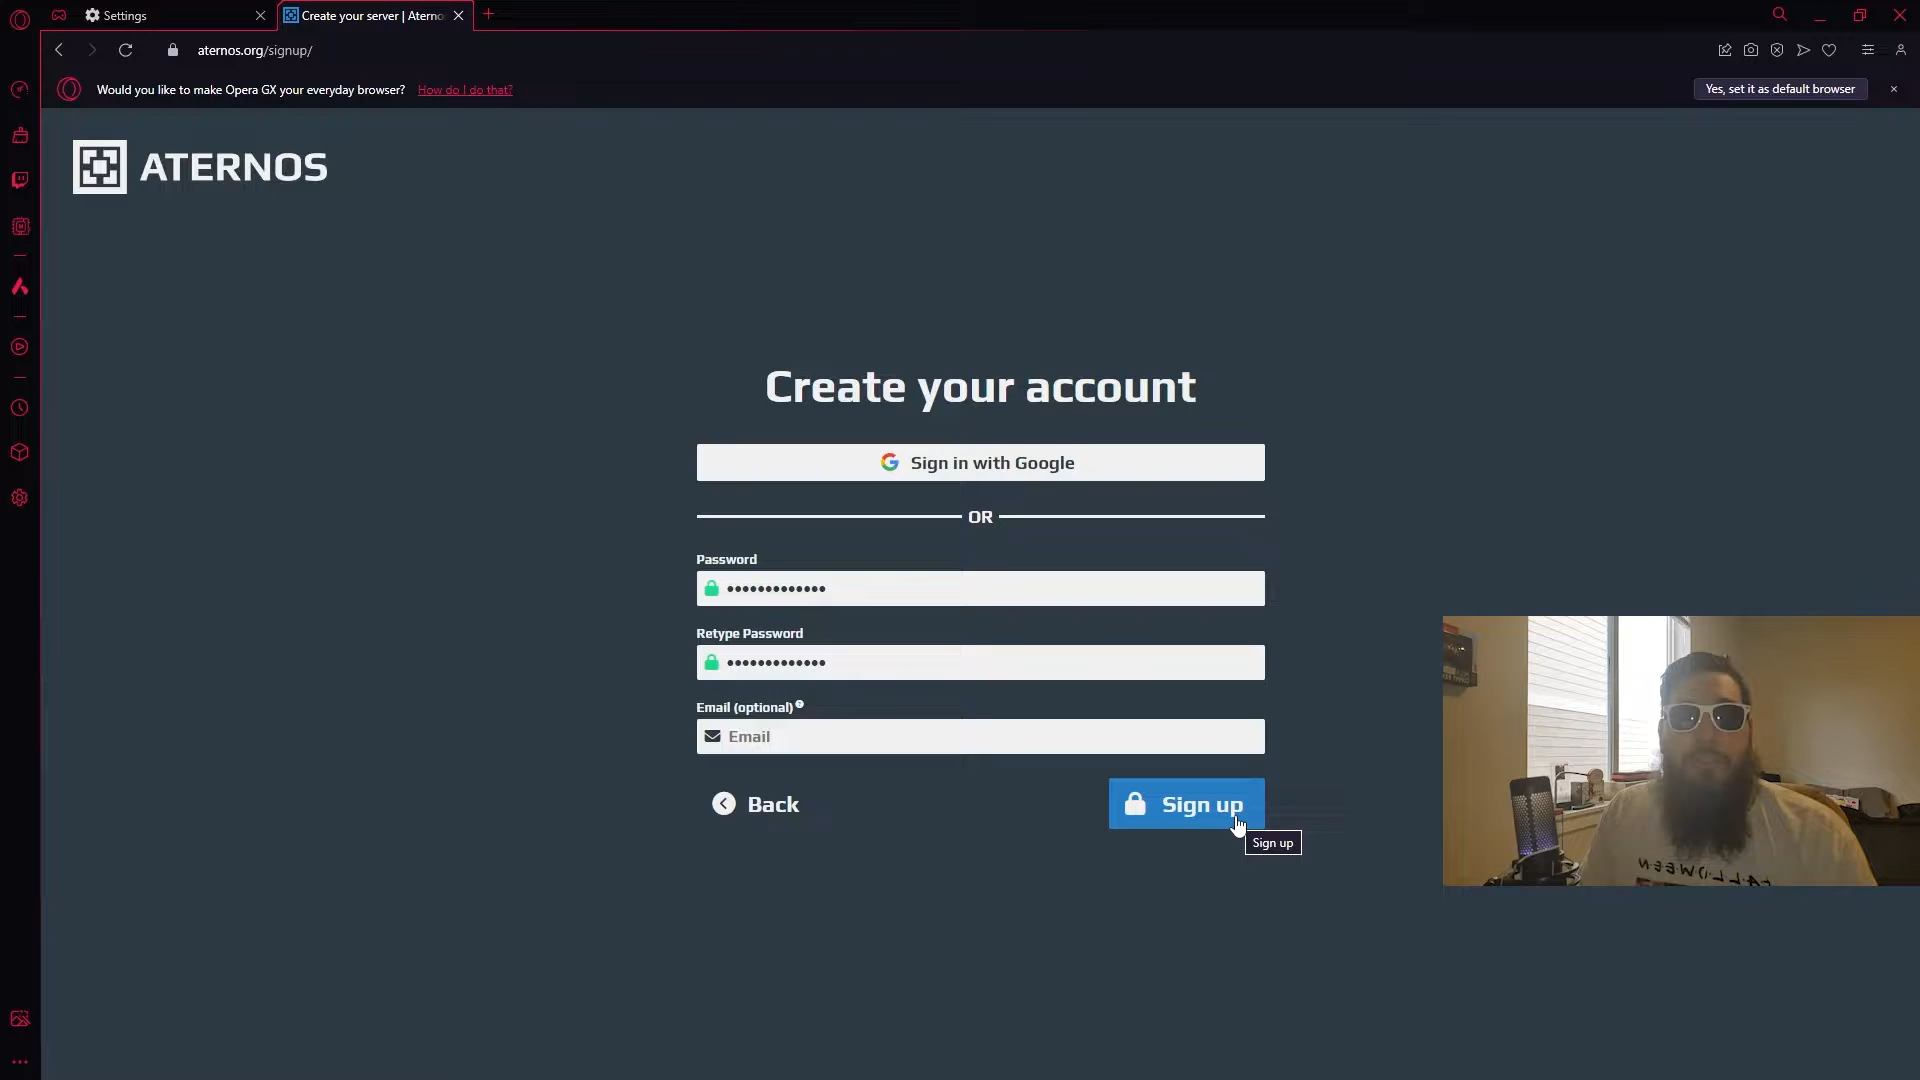 Settings
Create your server | Aterno
aternos.org/signup/
Would you like to make Opera GX your everyday browser? How do I do that?
Yes, set it as default browser
ATERNOS
Create your account
Sign in with Google
OR
Password
•••••••••••••
Retype Password
•••••••••••••
Email (optional)
Email
Back
Sign up
Sign up